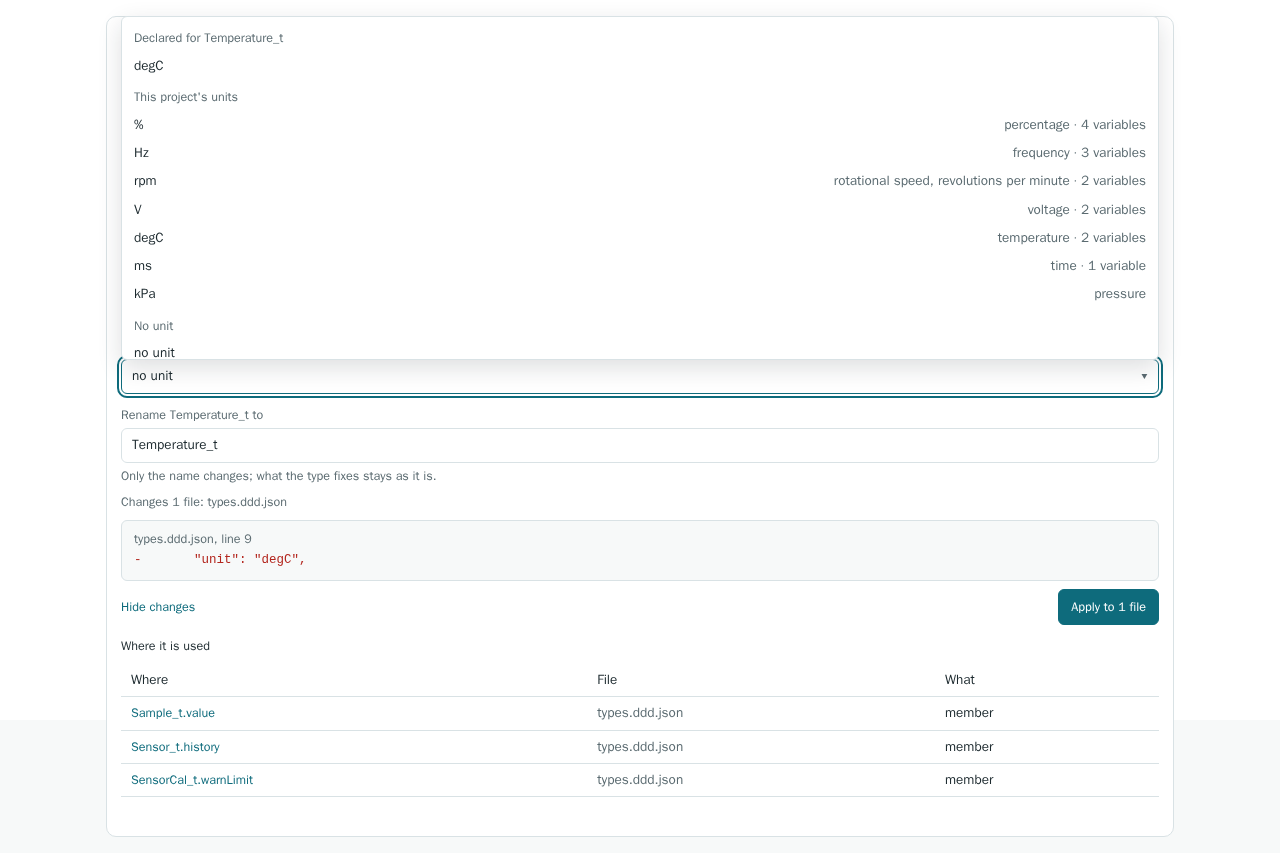 Declared for Temperature_t
degC
This project's units
% percentage · 4 variables
Hz frequency · 3 variables
rpm rotational speed, revolutions per minute · 2 variables
V voltage · 2 variables
degC temperature · 2 variables
ms time · 1 variable
kPa pressure
No unit
no unit
no unit ▾
Rename Temperature_t to
Temperature_t
Only the name changes; what the type fixes stays as it is.
Changes 1 file: types.ddd.json
types.ddd.json, line 9
- "unit": "degC",
Hide changes Apply to 1 file
Where it is used
Where File What
Sample_t.value types.ddd.json member
Sensor_t.history types.ddd.json member
SensorCal_t.warnLimit types.ddd.json member